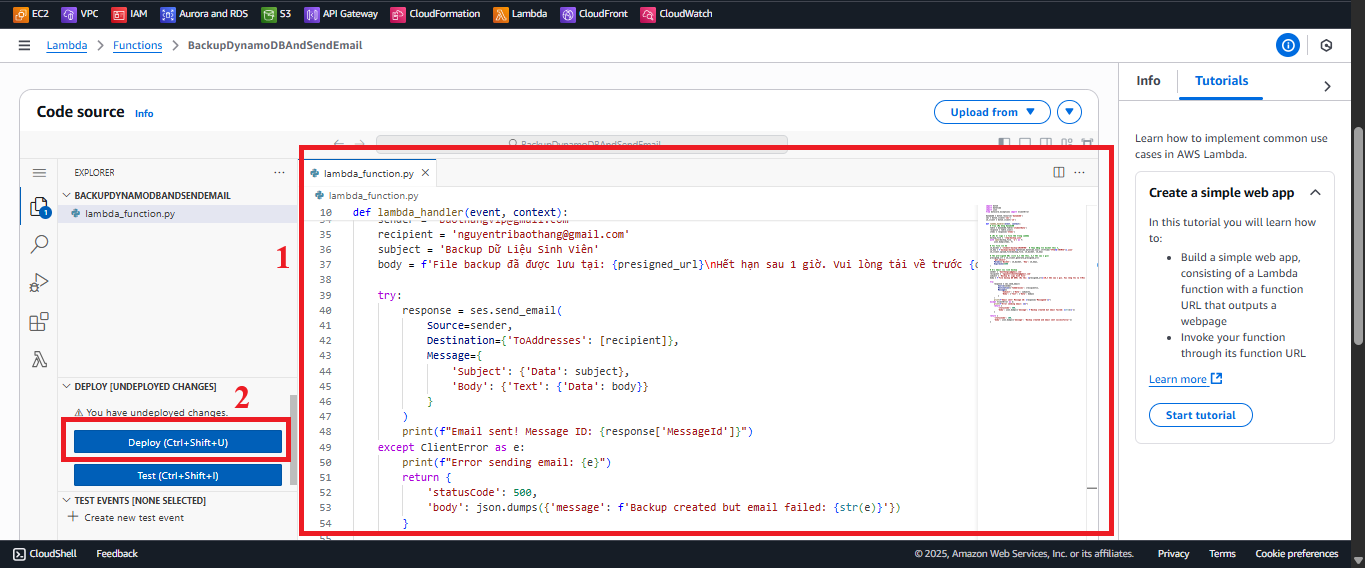 EC2 VPC IAM Aurora and RDS S3 API Gateway CloudFormation Lambda CloudFront CloudWatch
Lambda > Functions > BackupDynamoDBAndSendEmail
Info Tutorials
Code source Info
Upload from
BackupDynamoDBAndSendEmail
Learn how to implement common use
cases in AWS Lambda.
Create a simple web app
In this tutorial you will learn how
to:
• Build a simple web app,
consisting of a Lambda
function with a function
URL that outputs a
webpage
• Invoke your function
through its function URL
Learn more
Start tutorial
EXPLORER
BACKUPDYNAMODBANDSENDEMAIL
lambda_function.py
1
DEPLOY [UNDEPLOYED CHANGES]
2
You have undeployed changes.
Deploy (Ctrl+Shift+U)
Test (Ctrl+Shift+I)
TEST EVENTS [NONE SELECTED]
Create new test event
lambda_function.py
lambda_function.py
10 def lambda_handler(event, context):
34 sender = 'baothangvip@gmail.com'
35 recipient = 'nguyentribaothang@gmail.com'
36 subject = 'Backup Dữ Liệu Sinh Viên'
37 body = f'File backup đã được lưu tại: {presigned_url}\nHết hạn sau 1 giờ. Vui lòng tải về trước {
38
39 try:
40 response = ses.send_email(
41 Source=sender,
42 Destination={'ToAddresses': [recipient]},
43 Message={
44 'Subject': {'Data': subject},
45 'Body': {'Text': {'Data': body}}
46 }
47 )
48 print(f"Email sent! Message ID: {response['MessageId']}")
49 except ClientError as e:
50 print(f"Error sending email: {e}")
51 return {
52 'statusCode': 500,
53 'body': json.dumps({'message': f'Backup created but email failed: {str(e)}'})
54 }
CloudShell Feedback © 2025, Amazon Web Services, Inc. or its affiliates. Privacy Terms Cookie preferences